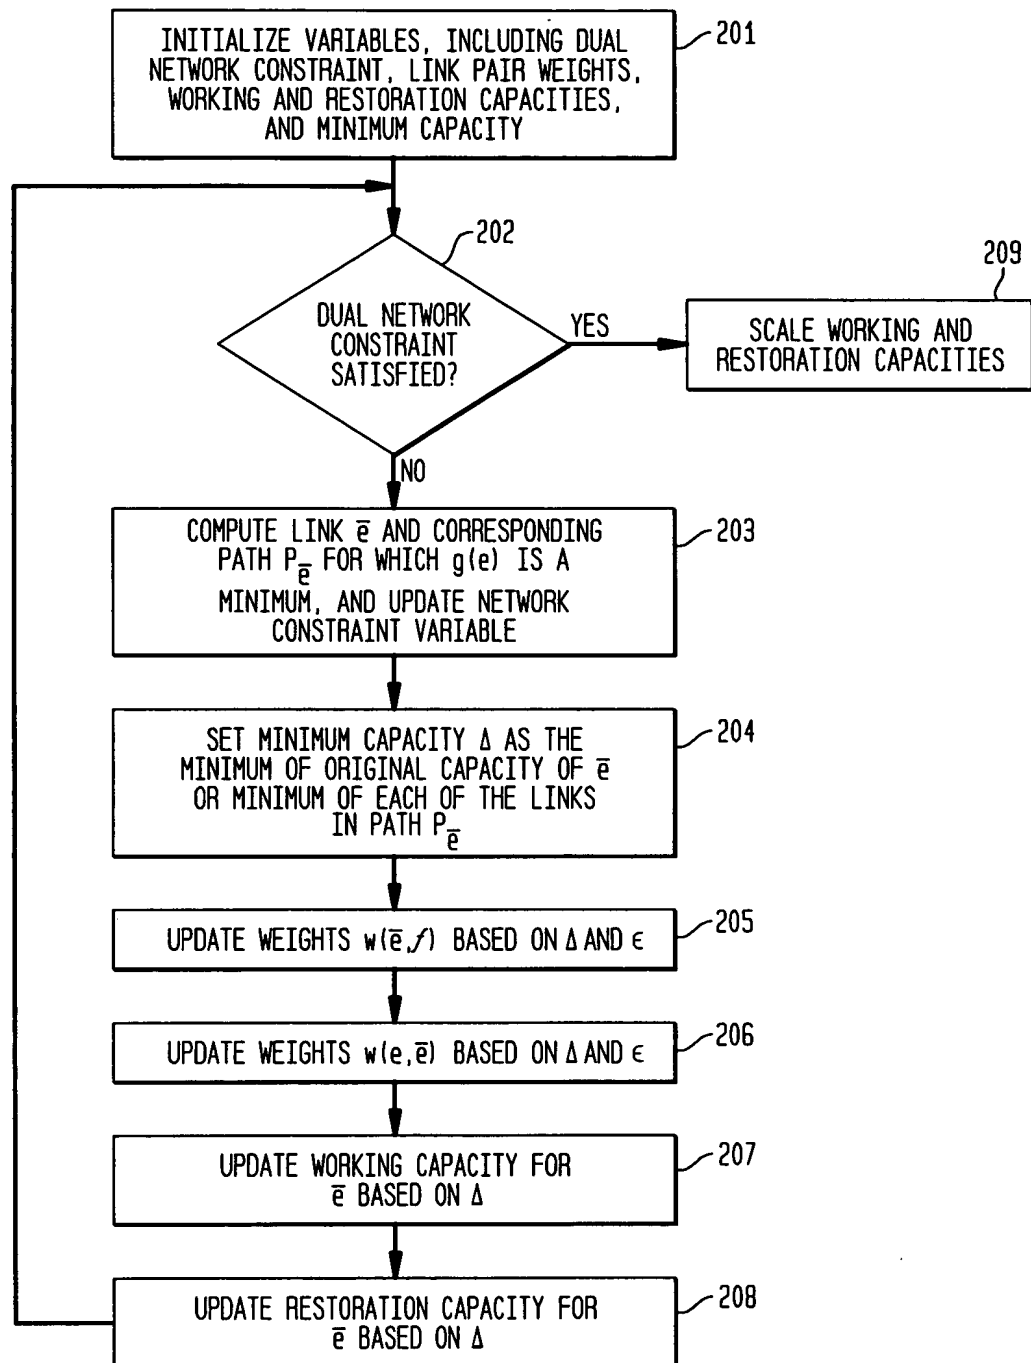 INITIALIZE VARIABLES, INCLUDING DUAL
NETWORK CONSTRAINT, LINK PAIR WEIGHTS,
WORKING AND RESTORATION CAPACITIES,
AND MINIMUM CAPACITY
201
202
DUAL NETWORK
CONSTRAINT
SATISFIED?
YES
209
SCALE WORKING AND
RESTORATION CAPACITIES
NO
COMPUTE LINK e̅ AND CORRESPONDING
PATH P_e̅ FOR WHICH g(e) IS A
MINIMUM, AND UPDATE NETWORK
CONSTRAINT VARIABLE
203
SET MINIMUM CAPACITY Δ AS THE
MINIMUM OF ORIGINAL CAPACITY OF e̅
OR MINIMUM OF EACH OF THE LINKS
IN PATH P_e̅
204
UPDATE WEIGHTS w(e̅,f) BASED ON Δ AND ϵ
205
UPDATE WEIGHTS w(e,e̅) BASED ON Δ AND ϵ
206
UPDATE WORKING CAPACITY FOR
e̅ BASED ON Δ
207
UPDATE RESTORATION CAPACITY FOR
e̅ BASED ON Δ
208